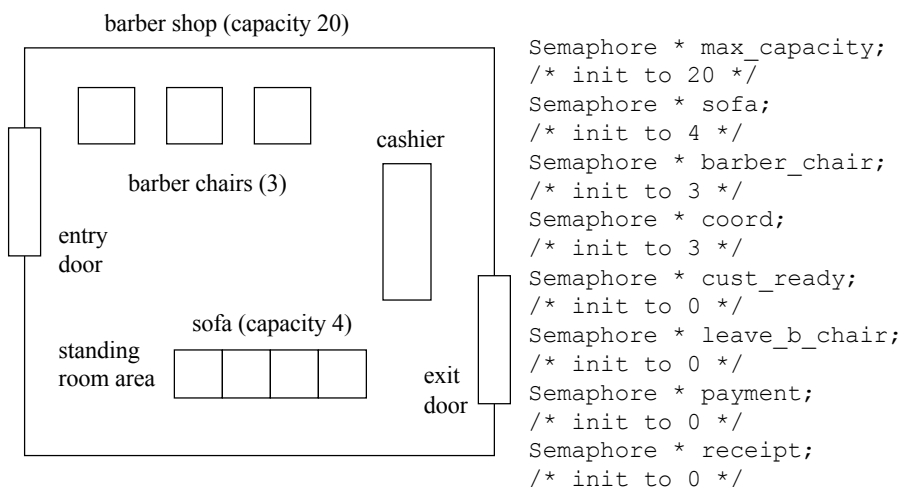 barber shop (capacity 20)
cashier
barber chairs (3)
entry
door
sofa (capacity 4)
standing
room area
exit
door
Semaphore * max_capacity;
/* init to 20 */
Semaphore * sofa;
/* init to 4 */
Semaphore * barber_chair;
/* init to 3 */
Semaphore * coord;
/* init to 3 */
Semaphore * cust_ready;
/* init to 0 */
Semaphore * leave_b_chair;
/* init to 0 */
Semaphore * payment;
/* init to 0 */
Semaphore * receipt;
/* init to 0 */